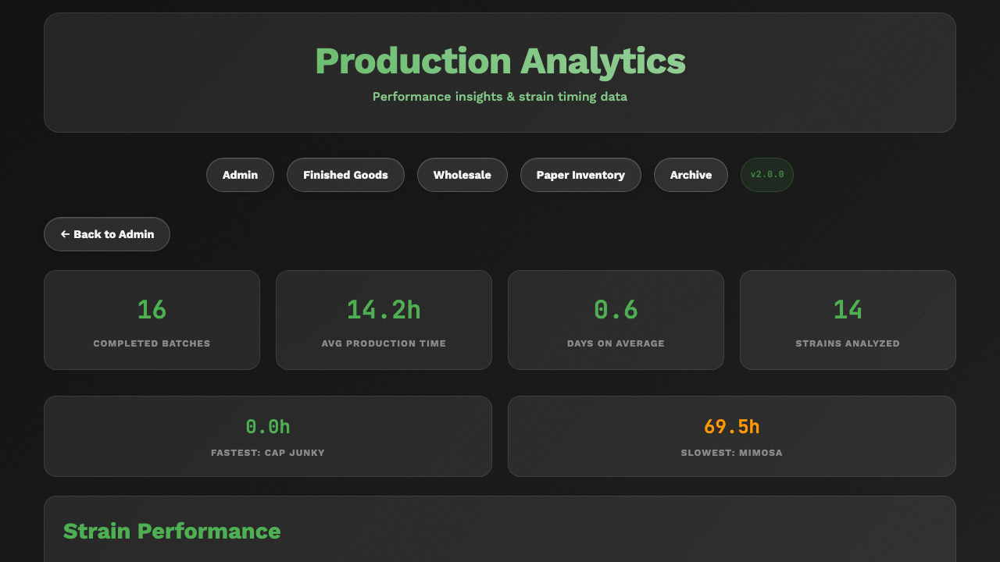 Production Analytics
Performance insights & strain timing data
Admin
Finished Goods
Wholesale
Paper Inventory
Archive
v2.0.0
← Back to Admin
16
COMPLETED BATCHES
14.2h
AVG PRODUCTION TIME
0.6
DAYS ON AVERAGE
14
STRAINS ANALYZED
0.0h
FASTEST: CAP JUNKY
69.5h
SLOWEST: MIMOSA
Strain Performance